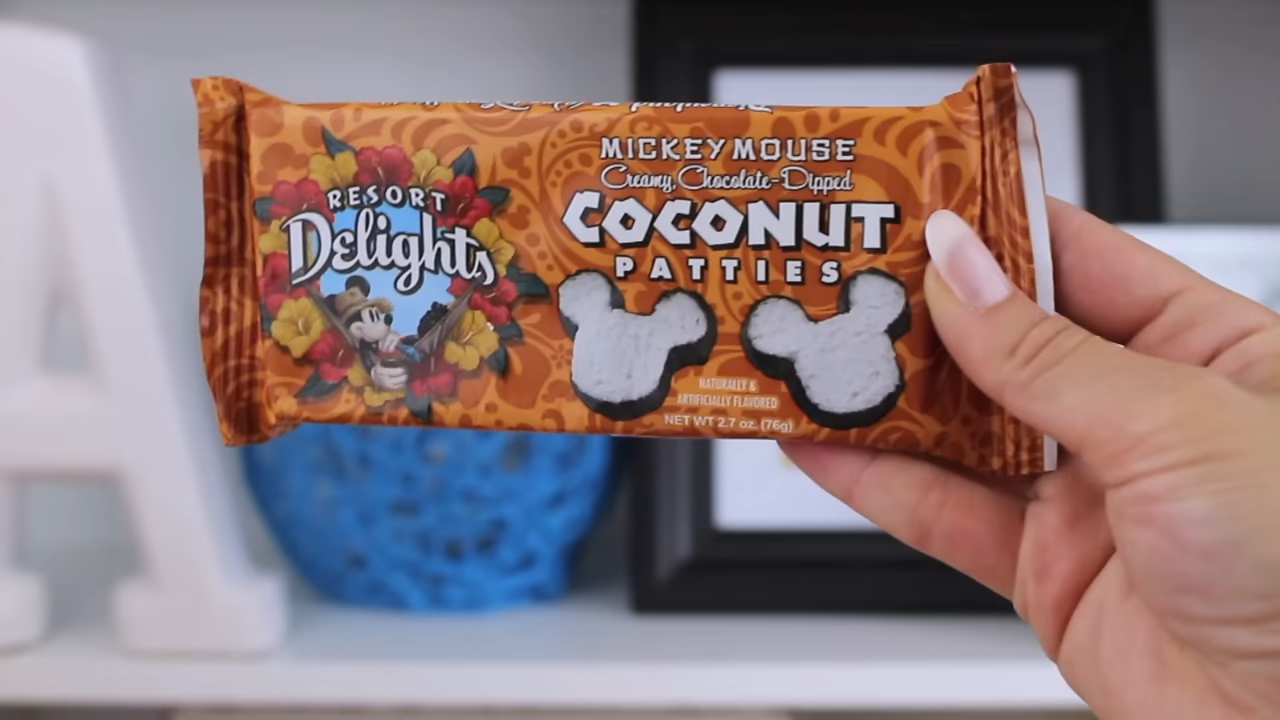 RESORT
Delights
MICKEY MOUSE
Creamy, Chocolate-Dipped
COCONUT
PATTIES
NATURALLY &
ARTIFICIALLY FLAVORED
NET WT 2.7 oz. (76g)
A